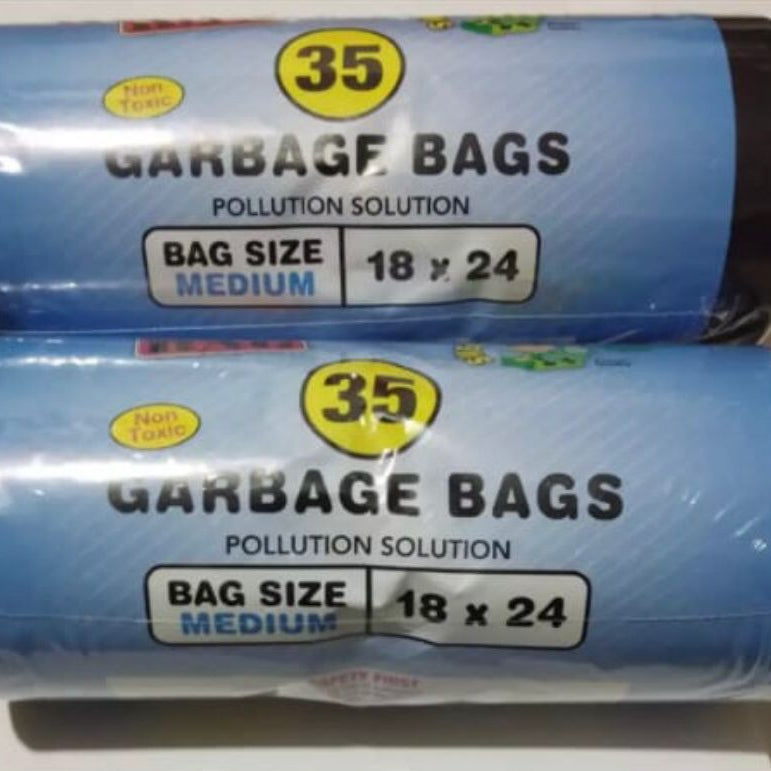 35
Non
Toxic
GARBAGE BAGS
POLLUTION SOLUTION
BAG SIZE
MEDIUM
18 x 24
35
Non
Toxic
GARBAGE BAGS
POLLUTION SOLUTION
BAG SIZE
MEDIUM
18 x 24
SAFETY FIRST